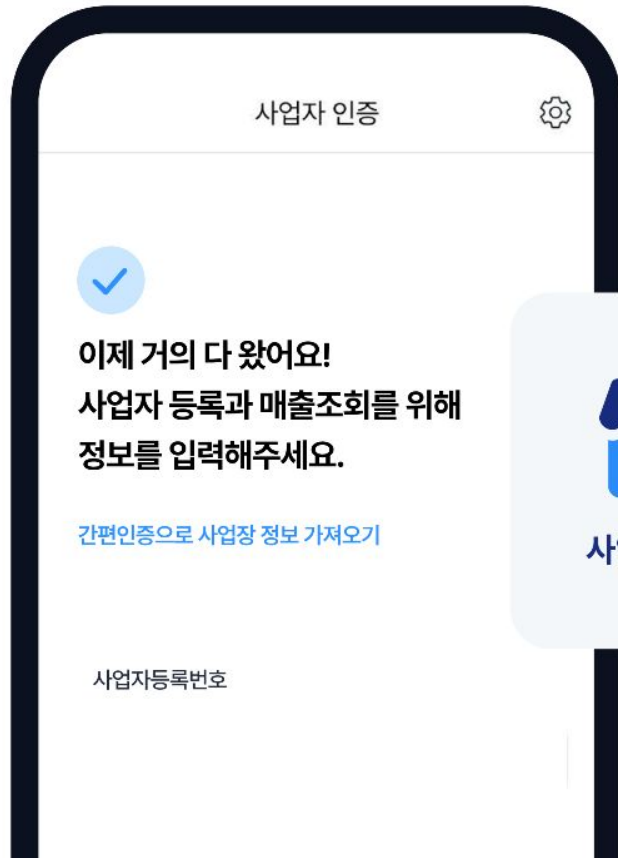 사업자 인증
이제 거의 다 왔어요!
사업자 등록과 매출조회를 위해
정보를 입력해주세요.
간편인증으로 사업장 정보 가져오기
사업자등록번호